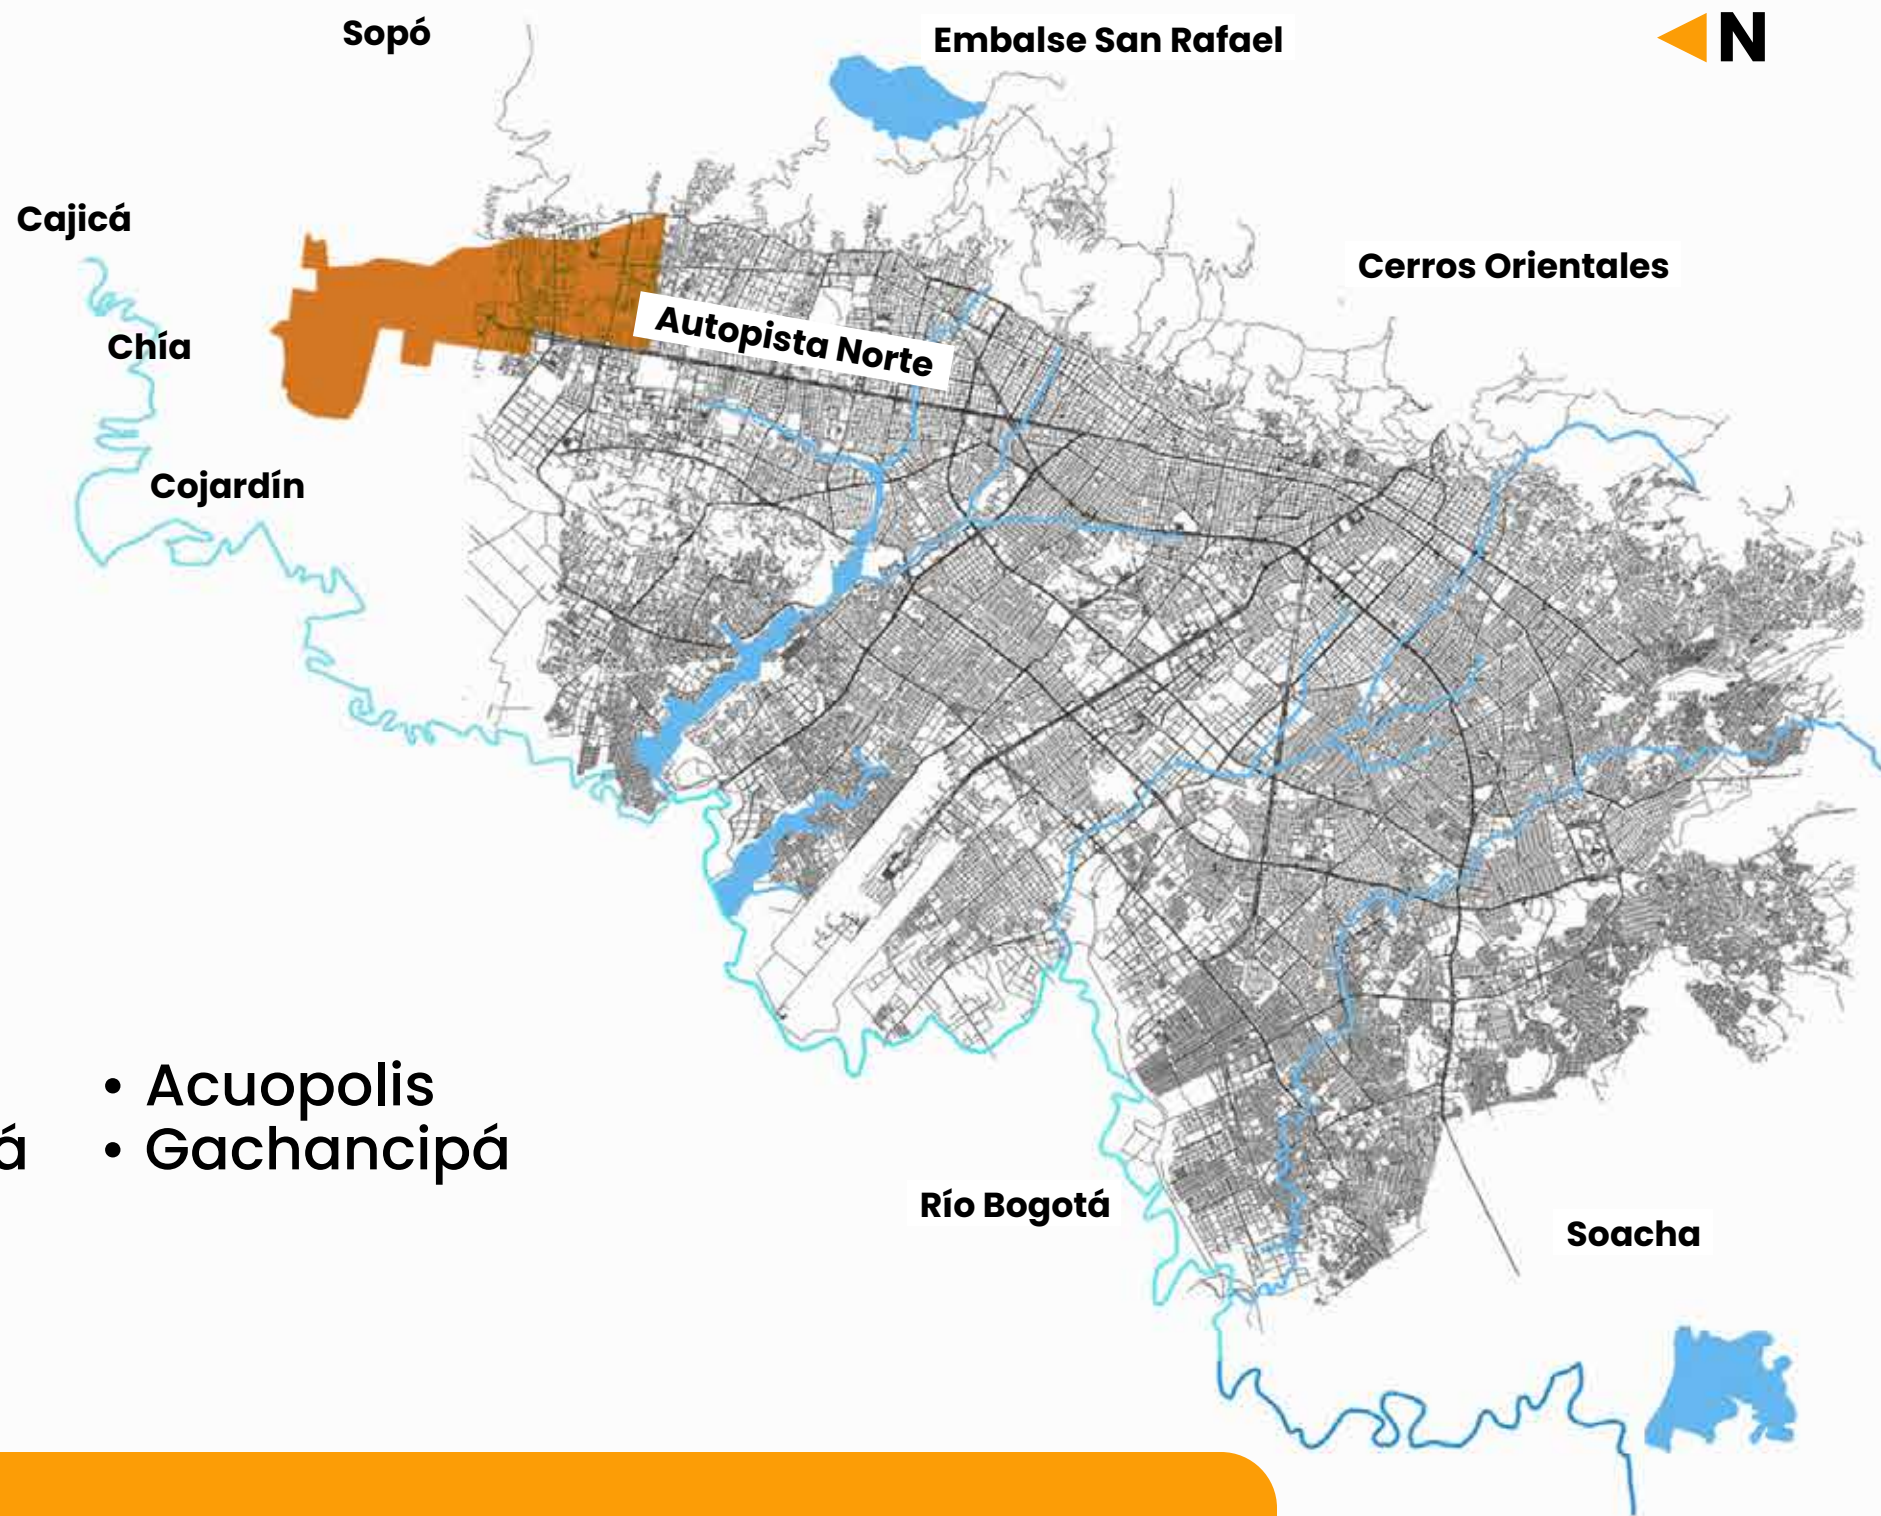 Sopó
Embalse San Rafael
N
Cajicá
Cerros Orientales
Autopista Norte
Chía
Cojardín
• Acuopolis
á • Gachancipá
Río Bogotá
Soacha